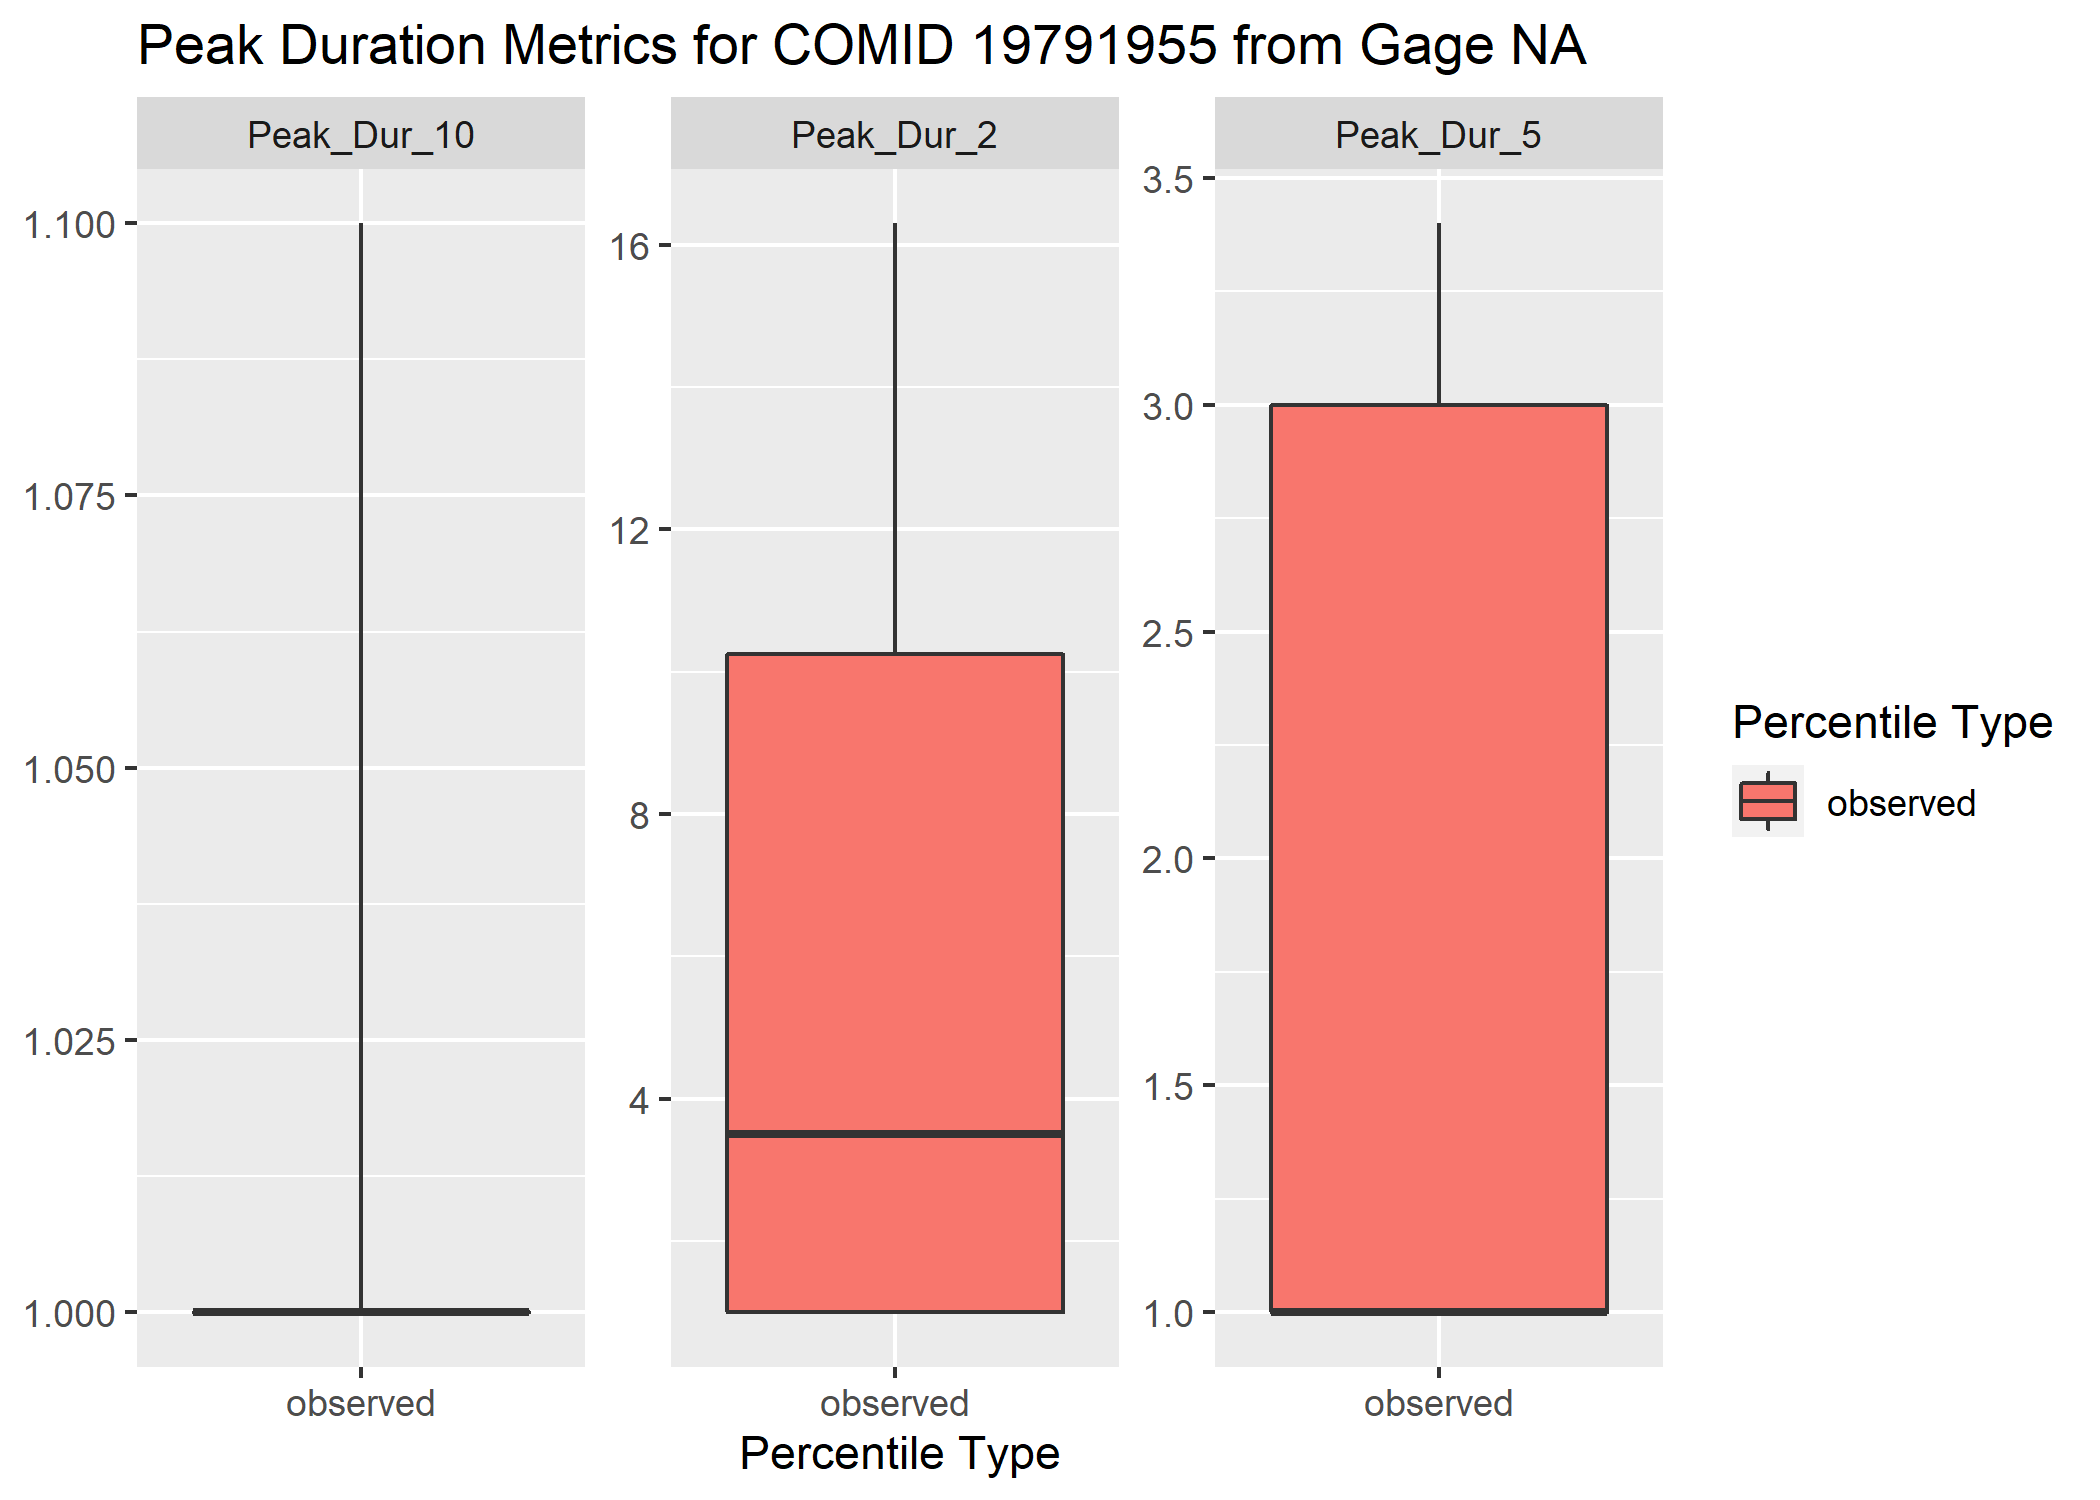 Peak Duration Metrics for COMID 19791955 from Gage NA
Peak_Dur_10
Peak_Dur_2
Peak_Dur_5
1.100
1.075
1.050
1.025
1.000
16
12
8
4
3.5
3.0
2.5
2.0
1.5
1.0
observed
observed
observed
Percentile Type
Percentile Type
observed